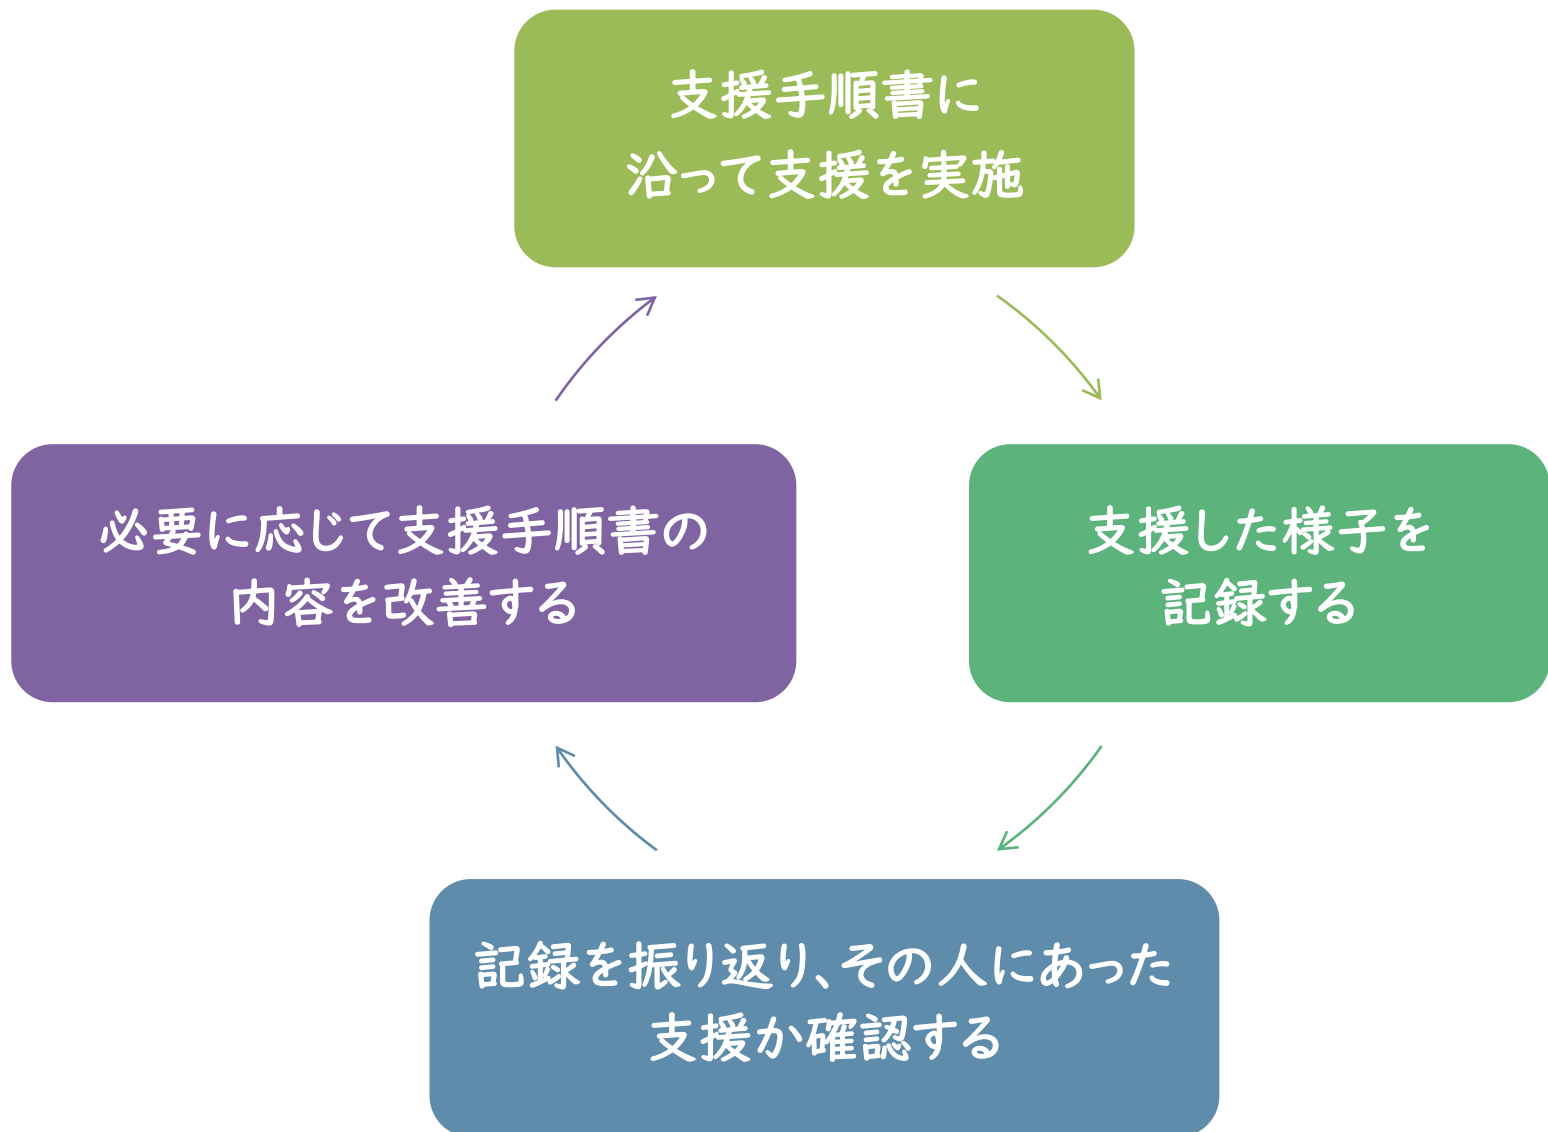 支援手順書に
沿って支援を実施
支援した様子を
記録する
記録を振り返り、その人にあった
支援か確認する
必要に応じて支援手順書の
内容を改善する